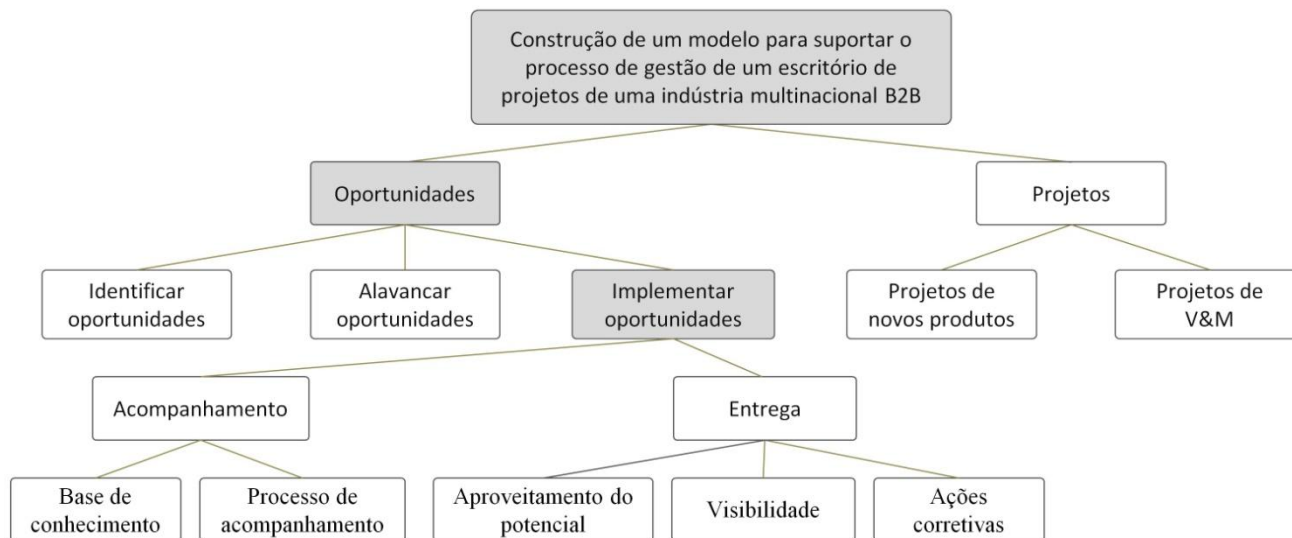 Construção de um modelo para suportar o
processo de gestão de um escritório de
projetos de uma indústria multinacional B2B
Oportunidades
Projetos
Identificar
oportunidades
Alavancar
oportunidades
Implementar
oportunidades
Projetos de
novos produtos
Projetos de
V&M
Acompanhamento
Entrega
Base de
conhecimento
Processo de
acompanhamento
Aproveitamento do
potencial
Visibilidade
Ações
corretivas